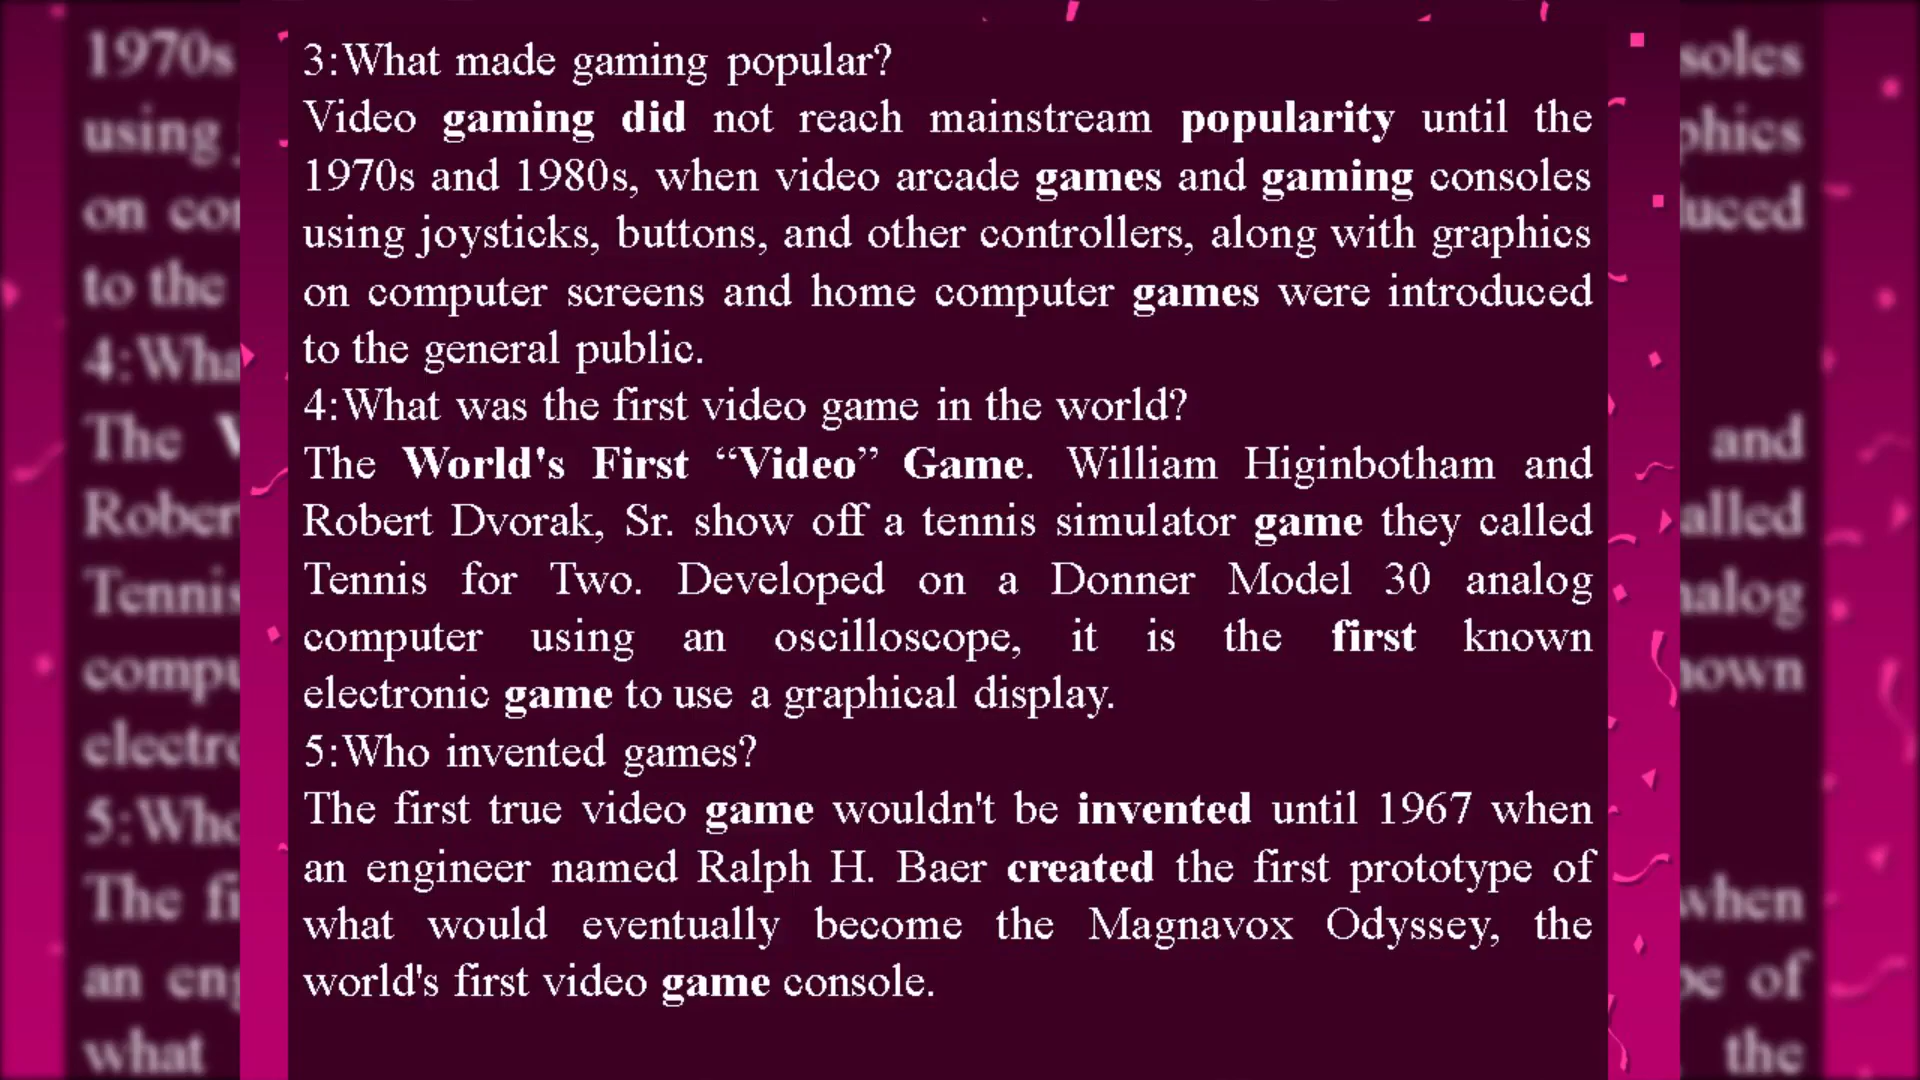 3:What made gaming popular?
Video gaming did not reach mainstream popularity until the
1970s and 1980s, when video arcade games and gaming consoles
using joysticks, buttons, and other controllers, along with graphics
on computer screens and home computer games were introduced
to the general public.
4:What was the first video game in the world?
The World's First “Video” Game. William Higinbotham and
Robert Dvorak, Sr. show off a tennis simulator game they called
Tennis for Two. Developed on a Donner Model 30 analog
computer using an oscilloscope, it is the first known
electronic game to use a graphical display.
5:Who invented games?
The first true video game wouldn't be invented until 1967 when
an engineer named Ralph H. Baer created the first prototype of
what would eventually become the Magnavox Odyssey, the
world's first video game console.